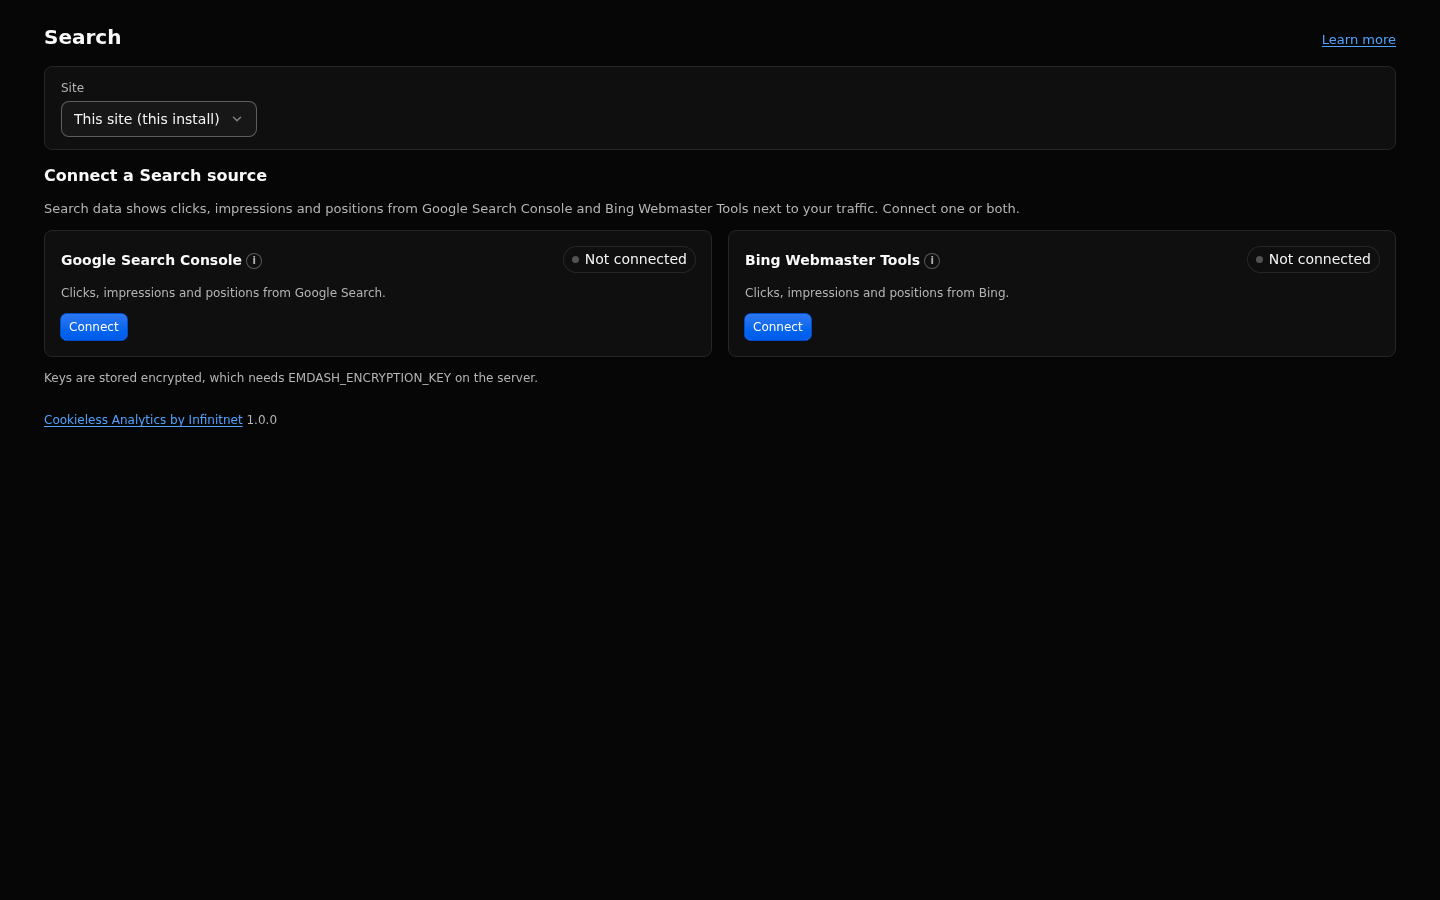 Search
Learn more
Site
This site (this install)
Connect a Search source
Search data shows clicks, impressions and positions from Google Search Console and Bing Webmaster Tools next to your traffic. Connect one or both.
Google Search Console i
Not connected
Clicks, impressions and positions from Google Search.
Connect
Bing Webmaster Tools i
Not connected
Clicks, impressions and positions from Bing.
Connect
Keys are stored encrypted, which needs EMDASH_ENCRYPTION_KEY on the server.
Cookieless Analytics by Infinitnet 1.0.0